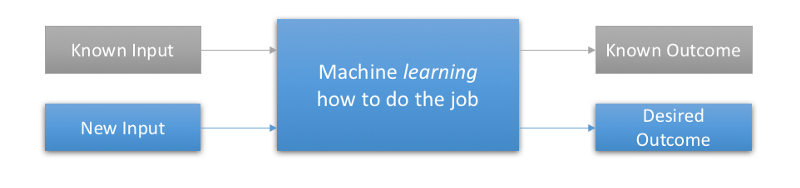 Known Input
Machine learning
how to do the job
Known Outcome
New Input
Desired
Outcome